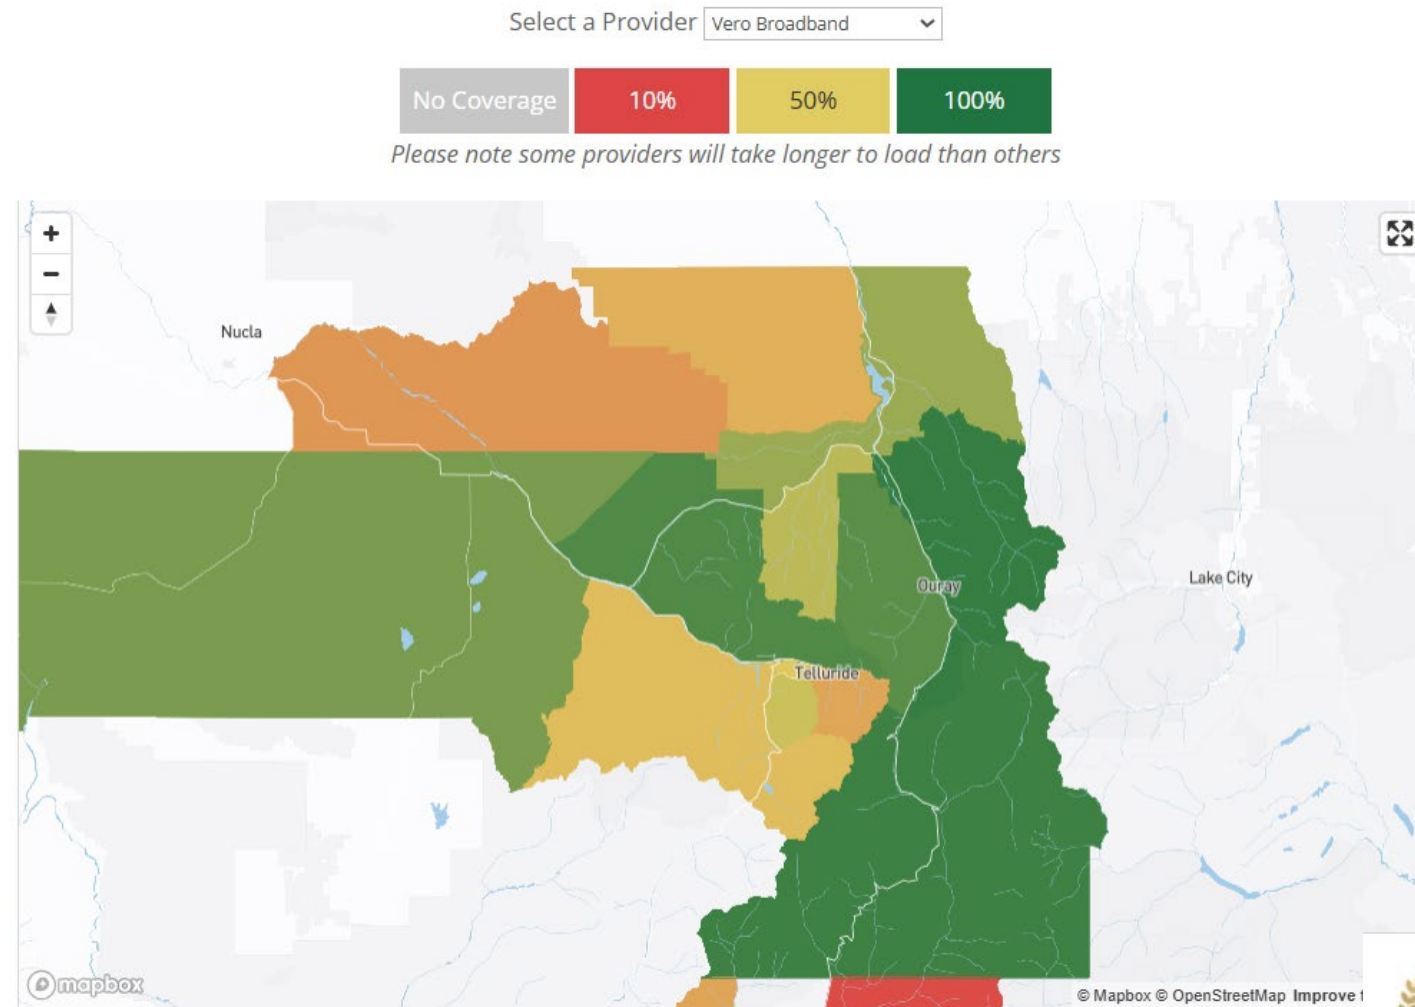 Select a Provider Vero Broadband
No Coverage 10% 50% 100%
Please note some providers will take longer to load than others
+
−
Nucla
Lake City
Ouray
Telluride
mapbox
© Mapbox © OpenStreetMap Improve t